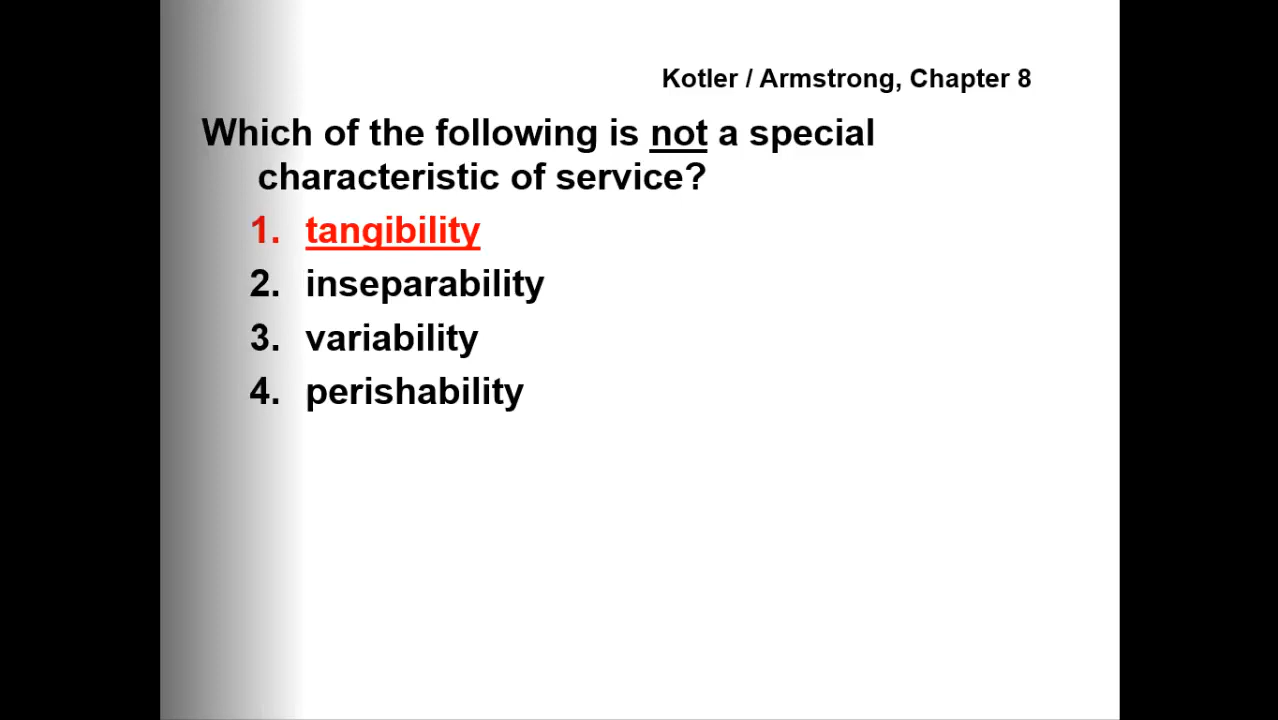 Kotler / Armstrong, Chapter 8
Which of the following is not a special
characteristic of service?
1. tangibility
2. inseparability
3. variability
4. perishability